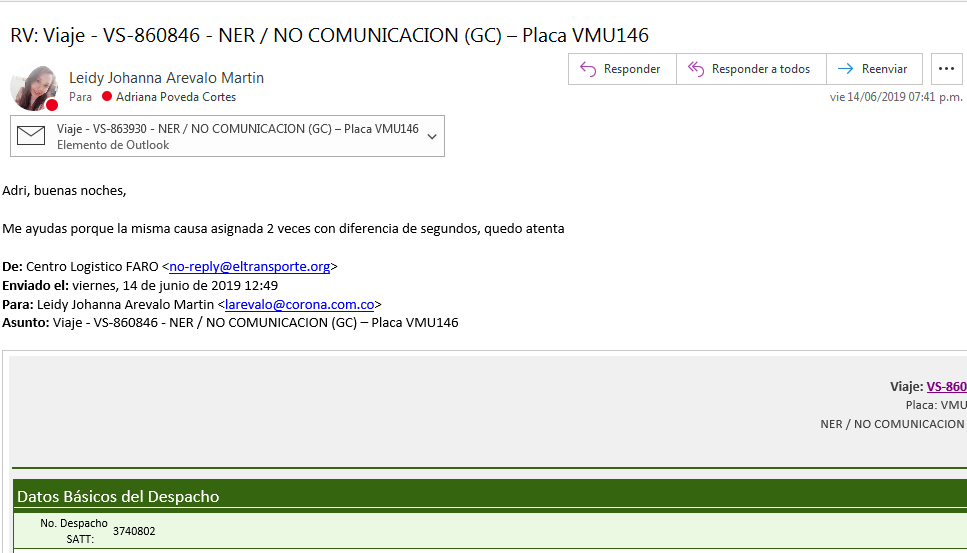 RV: Viaje - VS-860846 - NER / NO COMUNICACION (GC) – Placa VMU146
Leidy Johanna Arevalo Martin
Para Adriana Poveda Cortes
Responder
Responder a todos
Reenviar
vie 14/06/2019 07:41 p.m.
Viaje - VS-863930 - NER / NO COMUNICACION (GC) – Placa VMU146
Elemento de Outlook
Adri, buenas noches,
Me ayudas porque la misma causa asignada 2 veces con diferencia de segundos, quedo atenta
De: Centro Logistico FARO <no-reply@eltransporte.org>
Enviado el: viernes, 14 de junio de 2019 12:49
Para: Leidy Johanna Arevalo Martin <larevalo@corona.com.co>
Asunto: Viaje - VS-860846 - NER / NO COMUNICACION (GC) – Placa VMU146
Viaje: VS-860
Placa: VMU
NER / NO COMUNICACION
Datos Básicos del Despacho
No. Despacho
SATT:
3740802